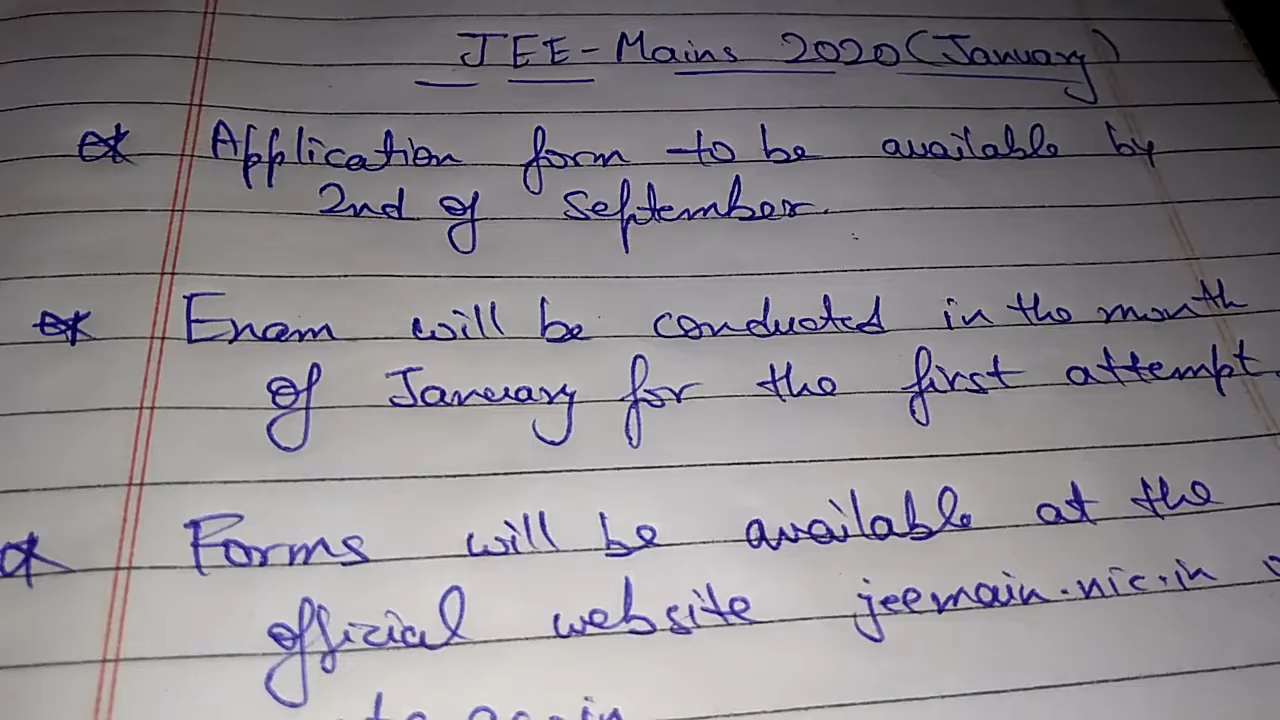 JEE-Mains 2020 (January)
Application form to be available by
2nd of September.
Exam will be conducted in the month
of January for the first attempt.
Forms will be available at the
official website jeemain.nic.in